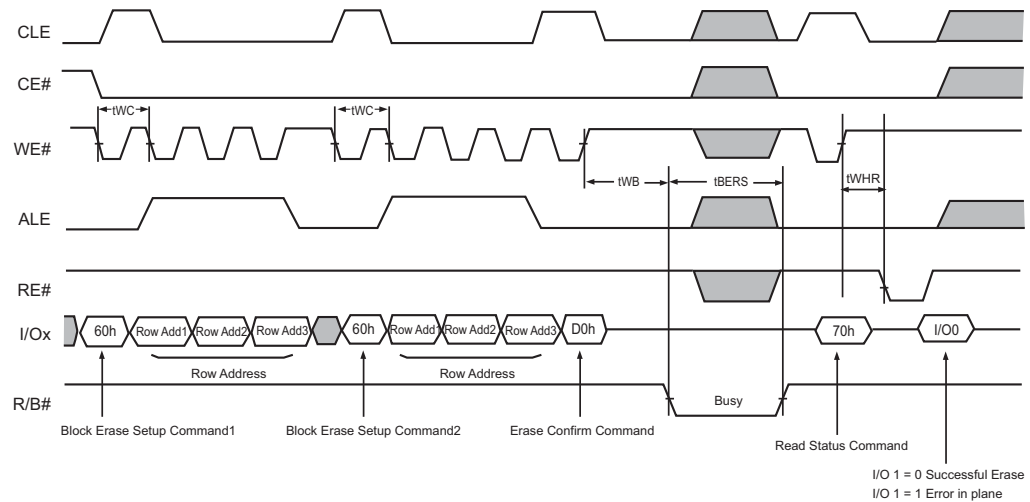 CLE
CE#
tWC
tWC
WE#
tWB
tBERS
tWHR
ALE
RE#
I/Ox
60h
Row Add1
Row Add2
Row Add3
60h
Row Add1
Row Add2
Row Add3
D0h
70h
I/O0
Row Address
Row Address
R/B#
Busy
Block Erase Setup Command1
Block Erase Setup Command2
Erase Confirm Command
Read Status Command
I/O 1 = 0 Successful Erase
I/O 1 = 1 Error in plane